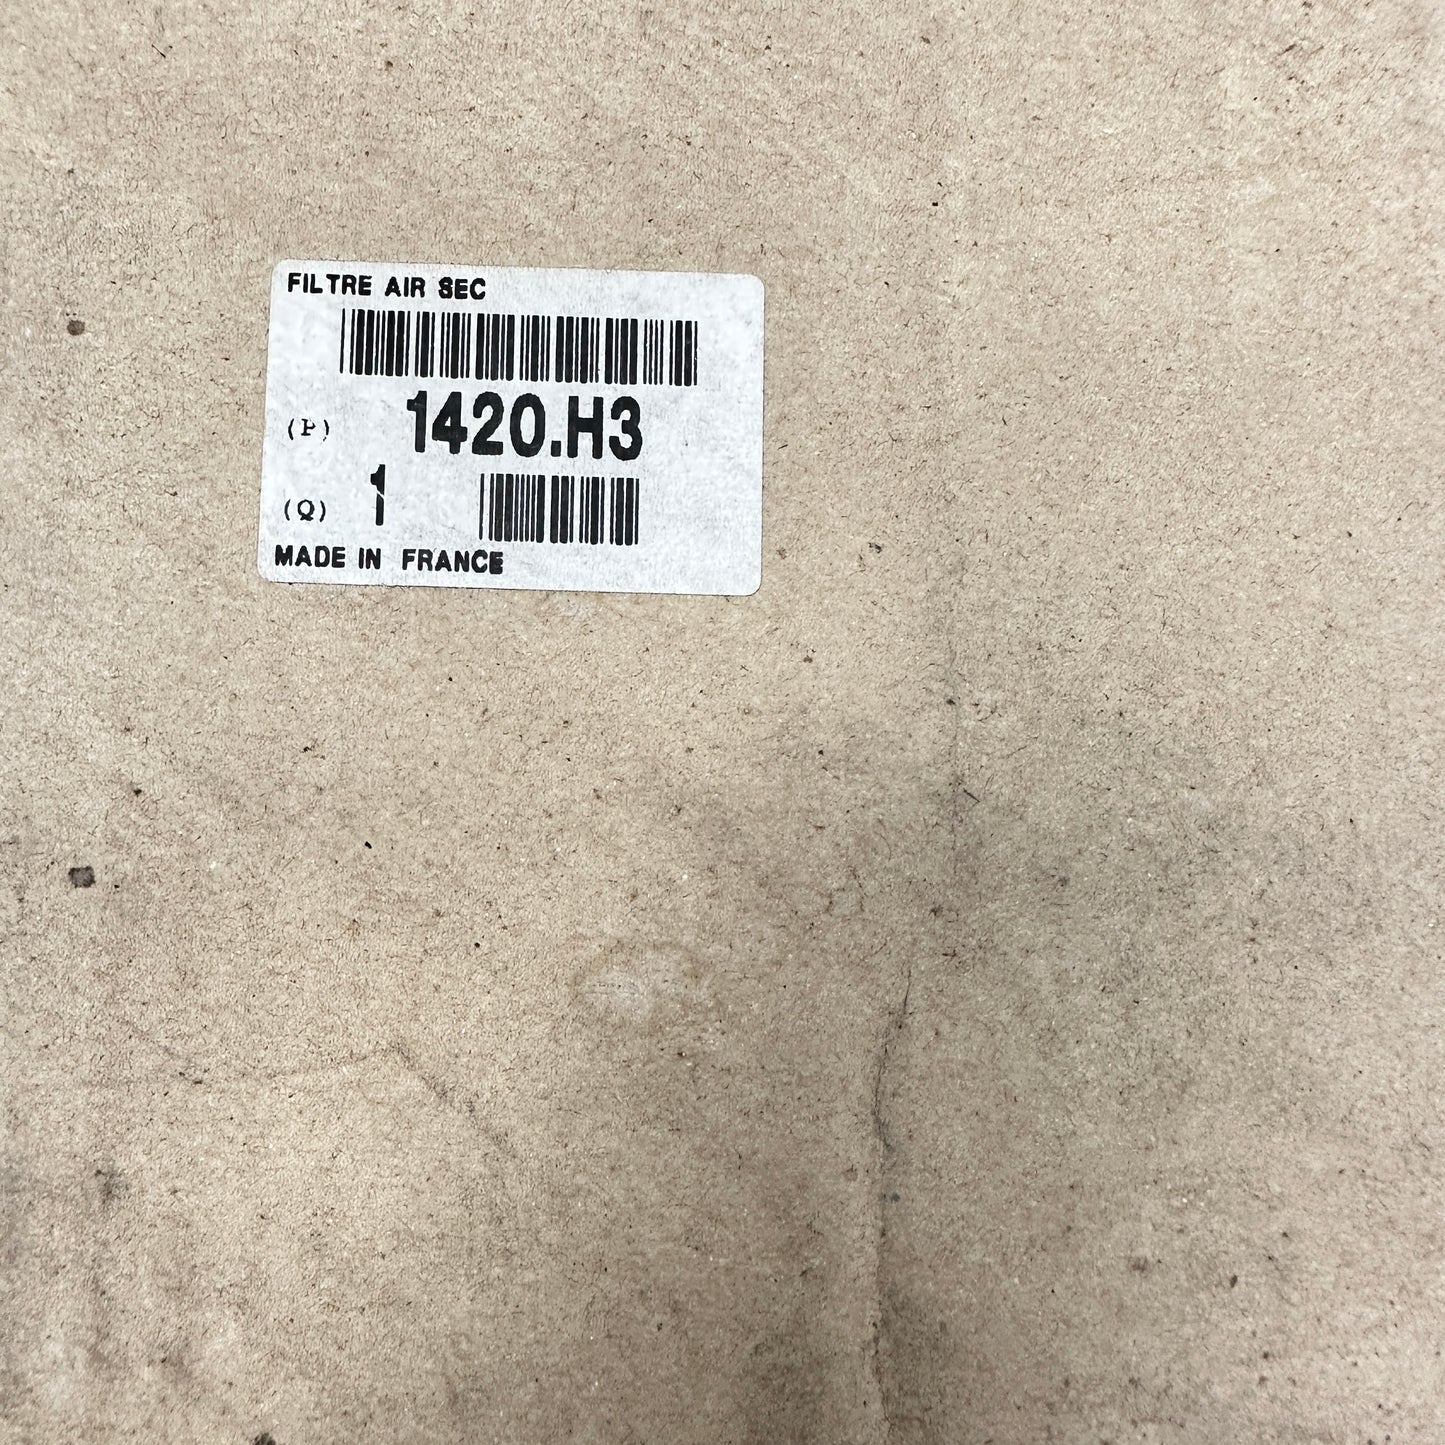 FILTRE AIR SEC
(P) 1420.H3
(Q) 1
MADE IN FRANCE